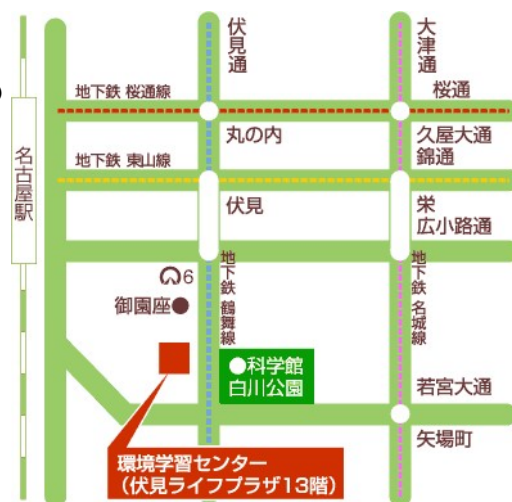 伏見通
大津通
地下鉄 桜通線
桜通
丸の内
久屋大通
錦通
地下鉄 東山線
名古屋駅
伏見
栄
広小路通
6
地下鉄 鶴舞線
地下鉄 名城線
御園座●
●科学館
白川公園
若宮大通
矢場町
環境学習センター
(伏見ライフプラザ13階)